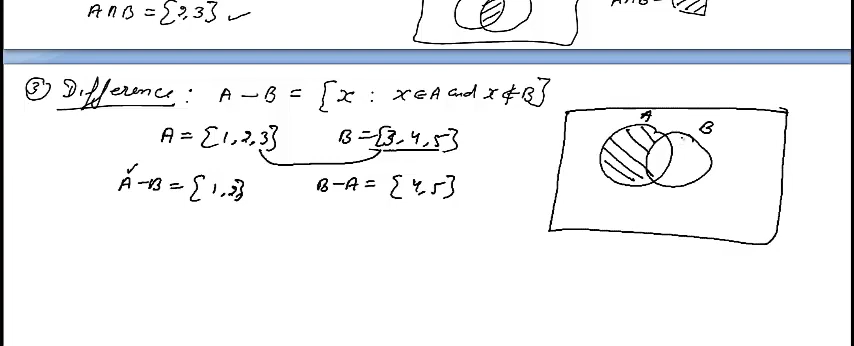 A∩B = {2,3} ✓
③ Difference: A - B = {x : x∈A and x∉B}
A = {1,2,3} B = {3,4,5}
A - B = {1,2} B - A = {4,5}
A
B